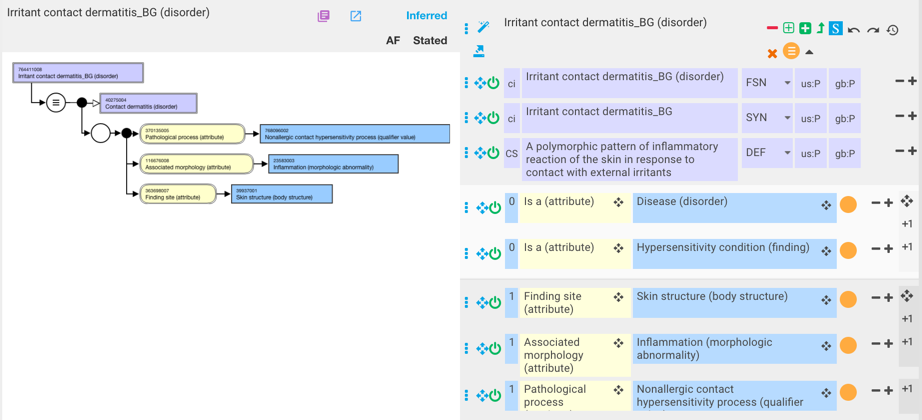 Irritant contact dermatitis_BG (disorder)
Inferred
AF
Stated
764411008
Irritant contact dermatitis_BG (disorder)
40275004
Contact dermatitis (disorder)
370135005
Pathological process (attribute)
768096002
Nonallergic contact hypersensitivity process (qualifier value)
116676008
Associated morphology (attribute)
23583003
Inflammation (morphologic abnormality)
363698007
Finding site (attribute)
39937001
Skin structure (body structure)
Irritant contact dermatitis_BG (disorder)
S
ci
Irritant contact dermatitis_BG (disorder)
FSN
us:P
gb:P
ci
Irritant contact dermatitis_BG
SYN
us:P
gb:P
CS
A polymorphic pattern of inflammatory
reaction of the skin in response to
contact with external irritants
DEF
us:P
gb:P
0
Is a (attribute)
Disease (disorder)
+1
0
Is a (attribute)
Hypersensitivity condition (finding)
+1
1
Finding site
(attribute)
Skin structure (body structure)
+1
1
Associated
morphology
(attribute)
Inflammation (morphologic
abnormality)
+1
1
Pathological
process
Nonallergic contact
hypersensitivity process (qualifier
+1